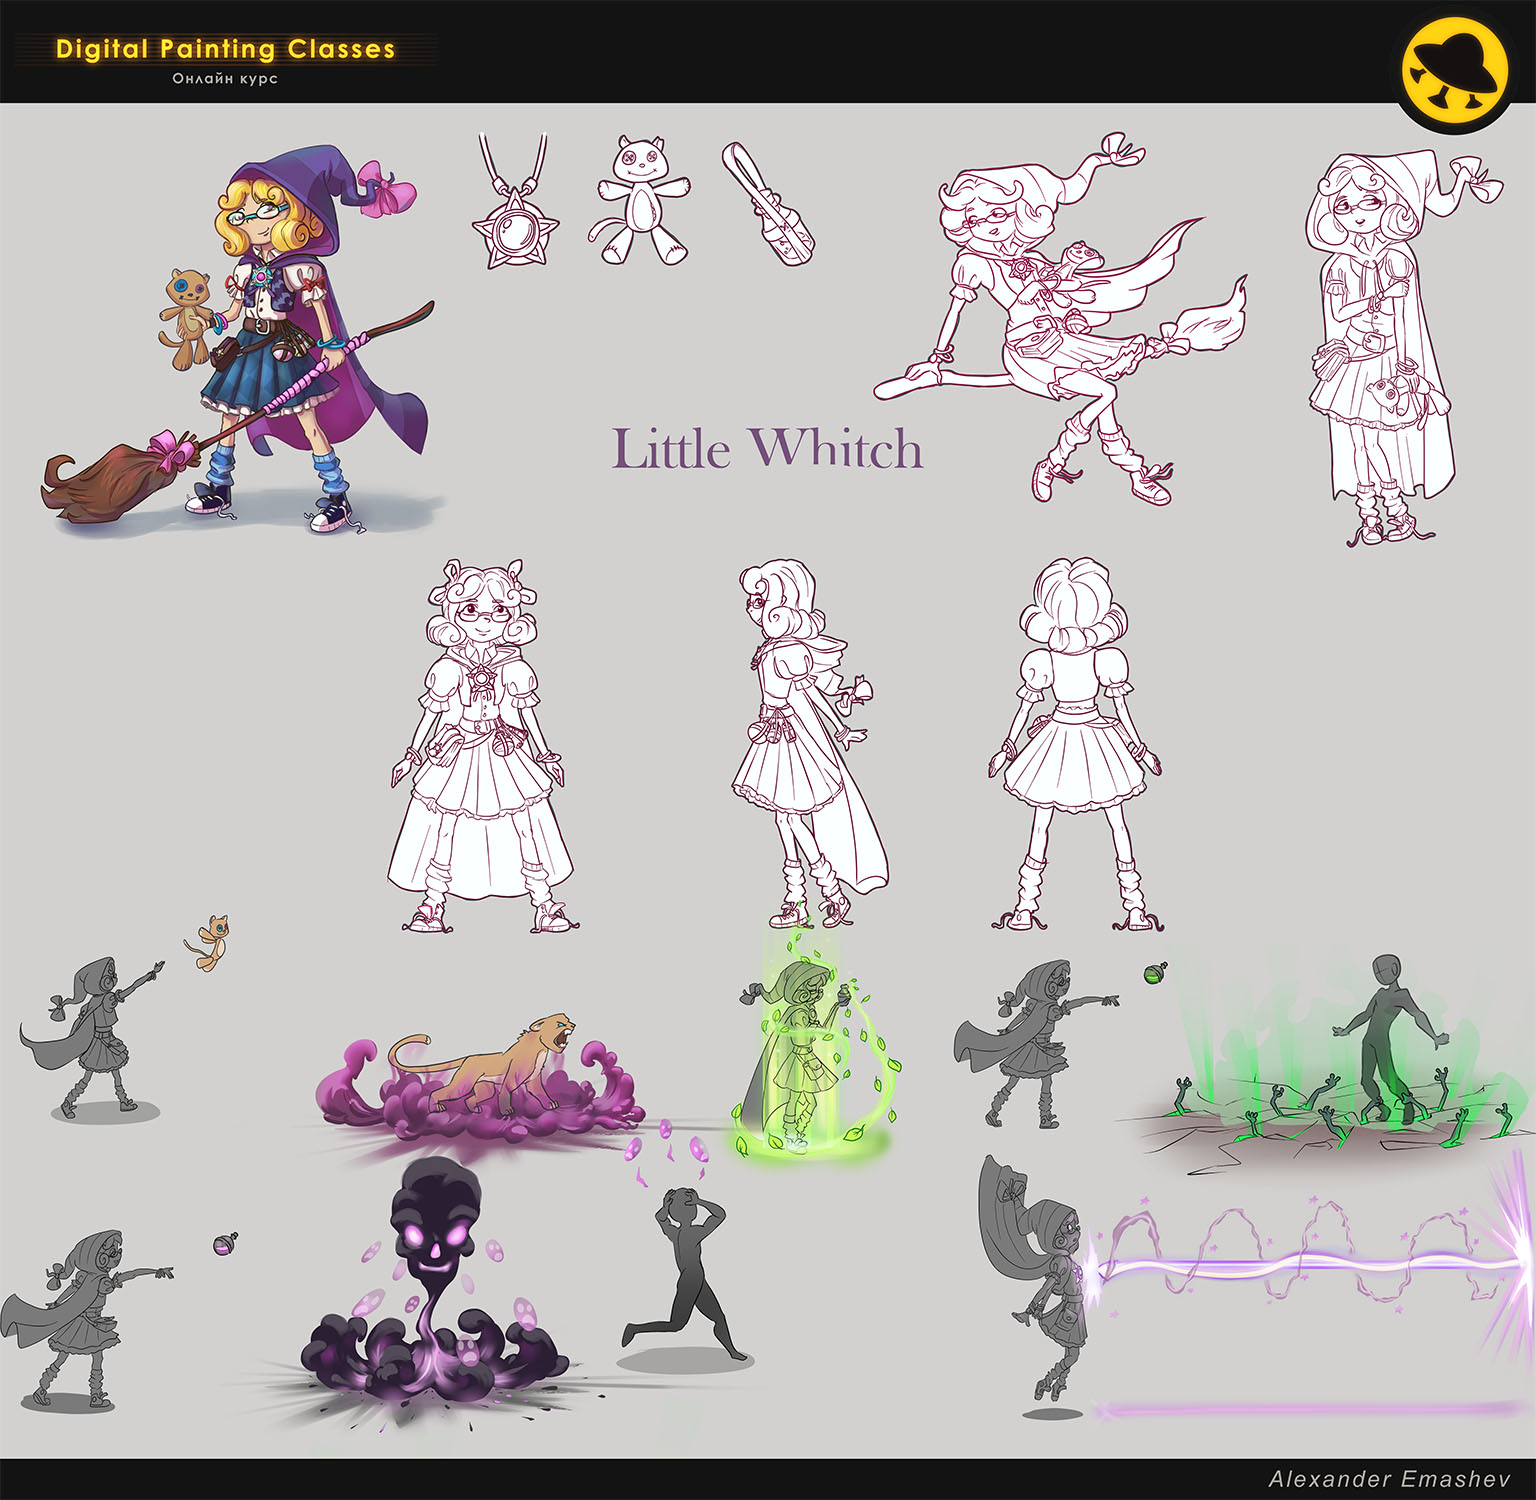 Digital Painting Classes
Онлайн курс
Little Whitch
Alexander Emashev